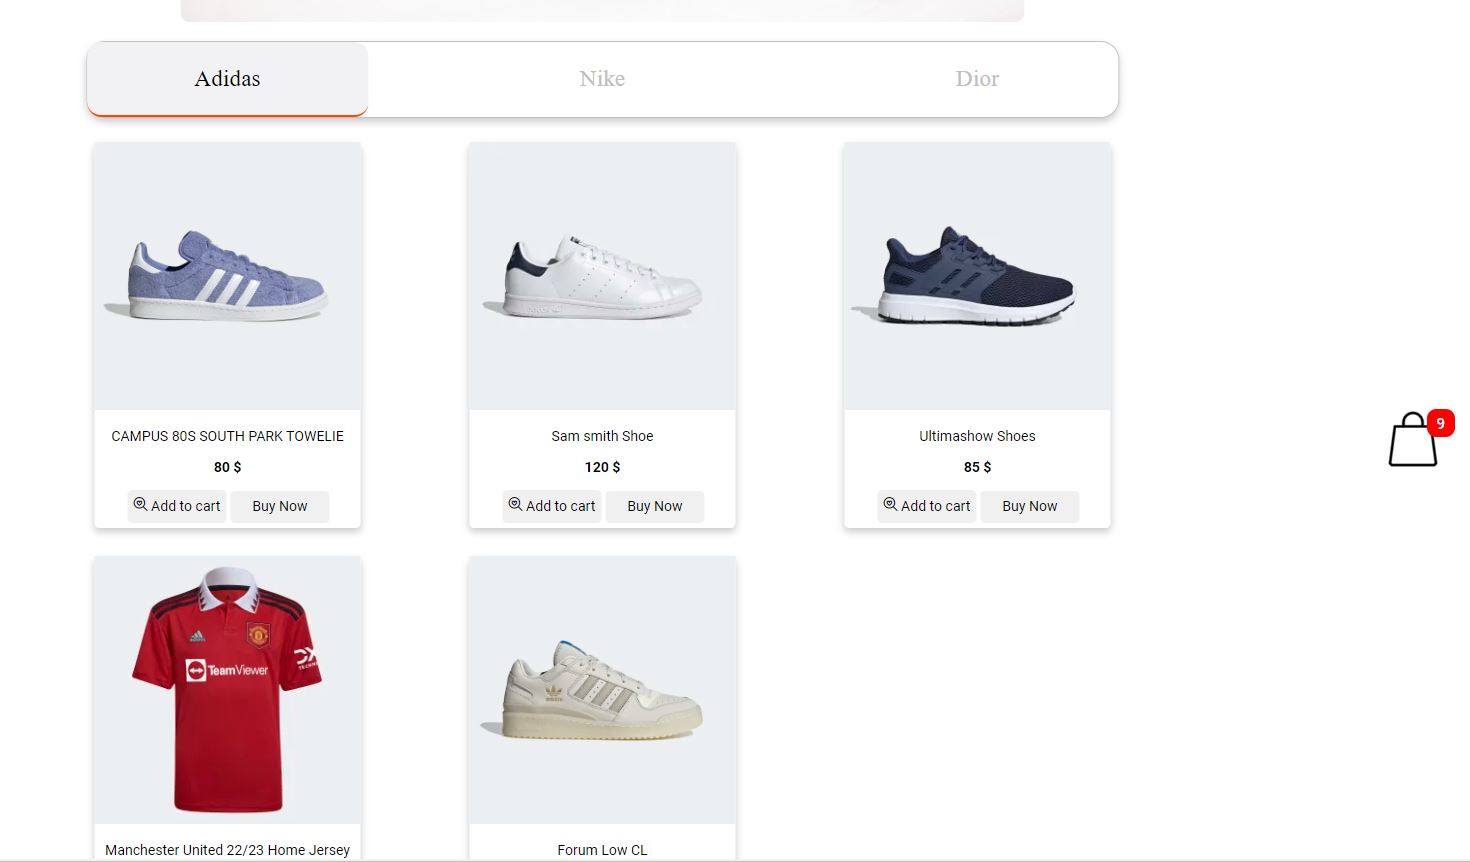 Adidas
Nike
Dior
CAMPUS 80S SOUTH PARK TOWELIE
80 $
Add to cart
Buy Now
Sam smith Shoe
120 $
Add to cart
Buy Now
Ultimashow Shoes
85 $
Add to cart
Buy Now
9
TeamViewer
Manchester United 22/23 Home Jersey
Forum Low CL